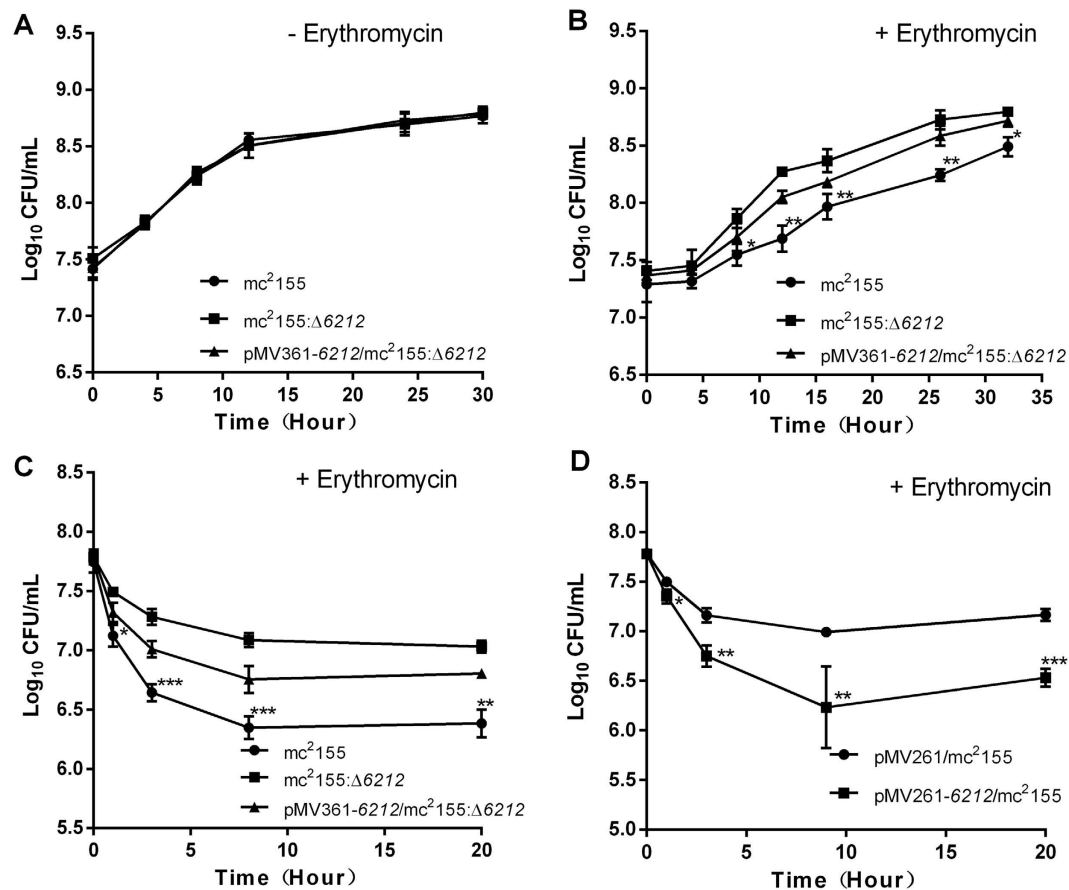 A
- Erythromycin
9.5
9.0
8.5
8.0
7.5
7.0
6.5
Log10 CFU/mL
mc²155
mc²155:Δ6212
pMV361-6212/mc²155:Δ6212
0 5 10 15 20 25 30
Time (Hour)
B
+ Erythromycin
9.5
9.0
8.5
8.0
7.5
7.0
6.5
Log10 CFU/mL
*
**
**
**
*
mc²155
mc²155:Δ6212
pMV361-6212/mc²155:Δ6212
0 5 10 15 20 25 30 35
Time (Hour)
C
+ Erythromycin
8.5
8.0
7.5
7.0
6.5
6.0
5.5
Log10 CFU/mL
*
***
***
**
mc²155
mc²155:Δ6212
pMV361-6212/mc²155:Δ6212
0 5 10 15 20
Time (Hour)
D
+ Erythromycin
8.5
8.0
7.5
7.0
6.5
6.0
5.5
5.0
Log10 CFU/mL
*
**
**
***
pMV261/mc²155
pMV261-6212/mc²155
0 5 10 15 20
Time (Hour)